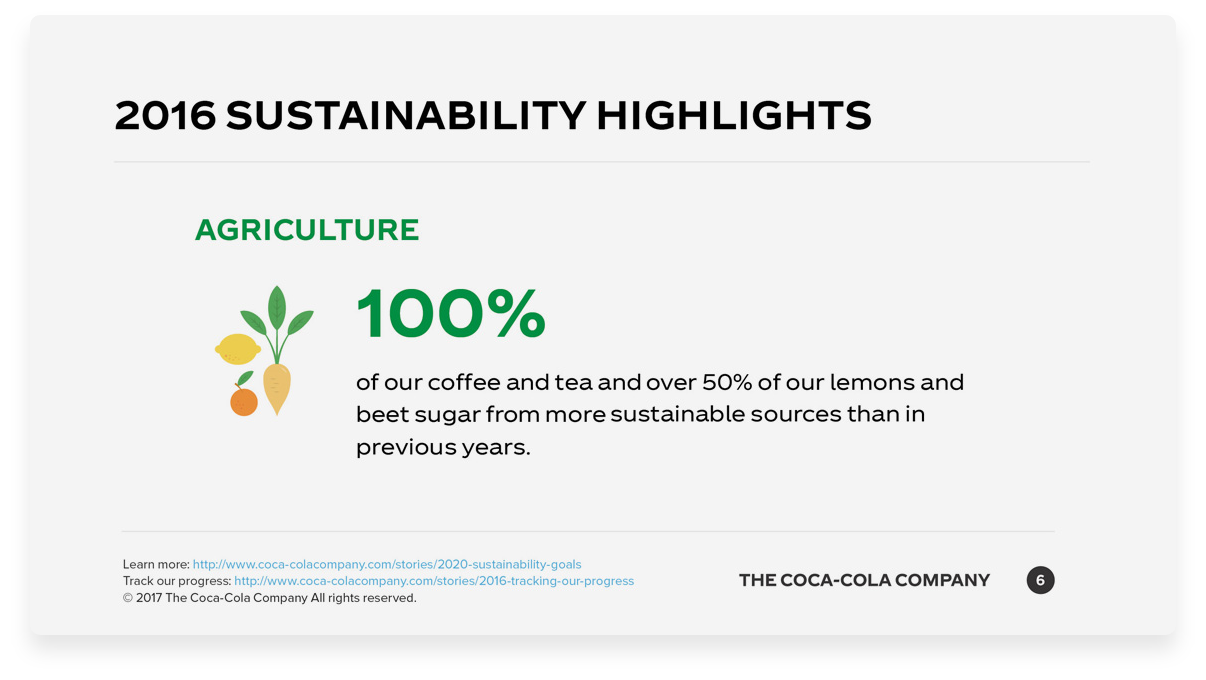 2016 SUSTAINABILITY HIGHLIGHTS
AGRICULTURE
100%
of our coffee and tea and over 50% of our lemons and
beet sugar from more sustainable sources than in
previous years.
Learn more: http://www.coca-colacompany.com/stories/2020-sustainability-goals
Track our progress: http://www.coca-colacompany.com/stories/2016-tracking-our-progress
© 2017 The Coca-Cola Company All rights reserved.
THE COCA-COLA COMPANY 6